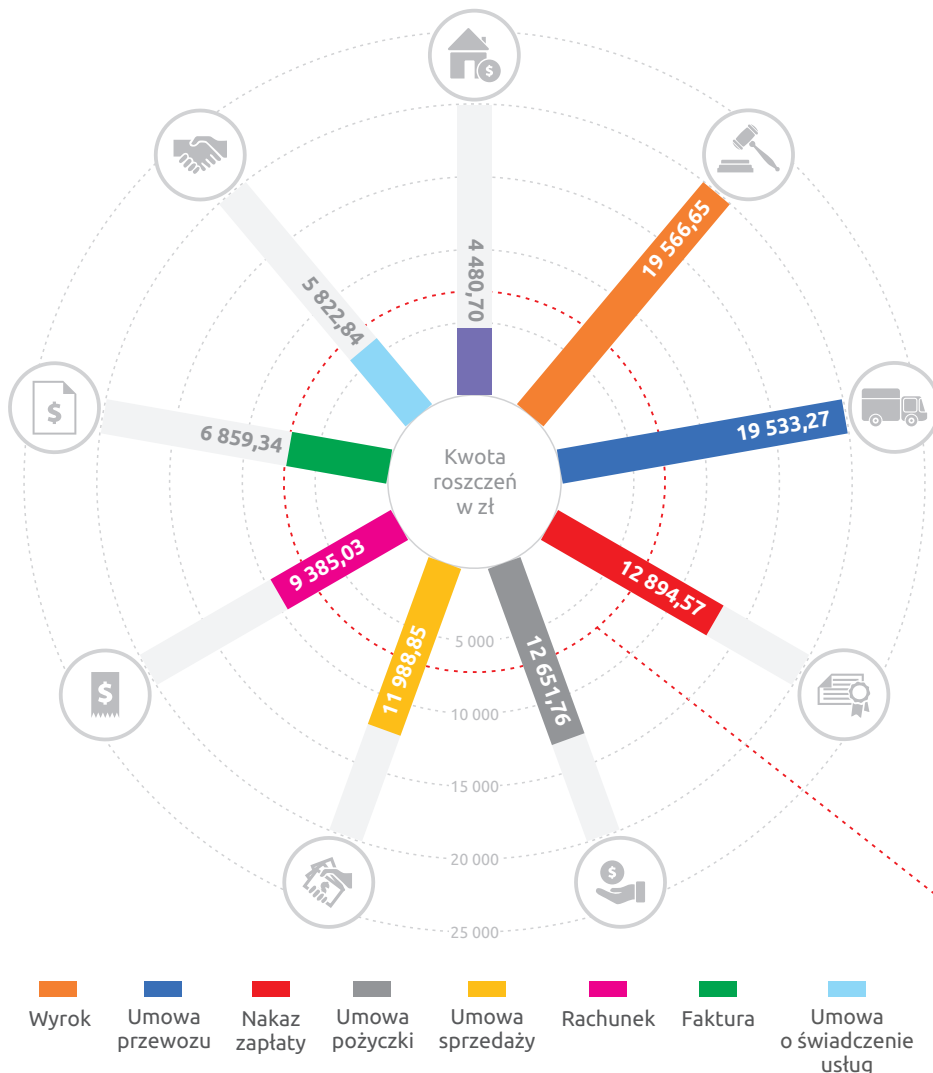 4 480,70
19 566,65
5 822,84
19 533,27
6 859,34
Kwota
roszczeń
w zł
9 385,03
12 894,57
11 988,85
12 651,76
5 000
10 000
15 000
20 000
25 000
$
$
$
$
Wyrok
Umowa
przewozu
Nakaz
zapłaty
Umowa
pożyczki
Umowa
sprzedaży
Rachunek
Faktura
Umowa
o świadczenie
usług